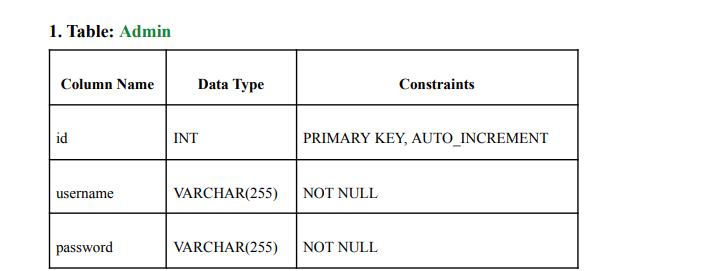 1. Table: Admin
Column Name Data Type Constraints
id INT PRIMARY KEY, AUTO_INCREMENT
username VARCHAR(255) NOT NULL
password VARCHAR(255) NOT NULL